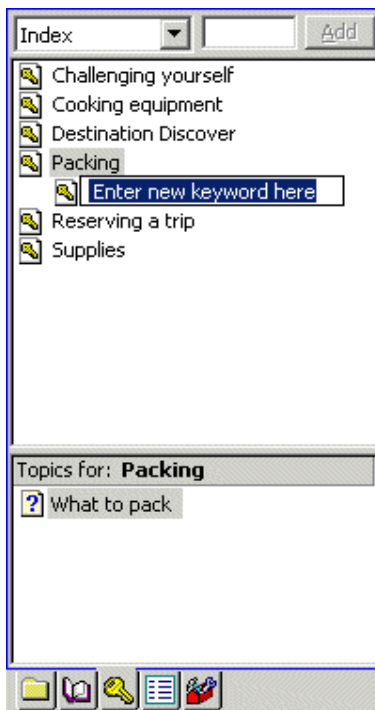 Index
Add
Challenging yourself
Cooking equipment
Destination Discover
Packing
Enter new keyword here
Reserving a trip
Supplies
Topics for: Packing
What to pack